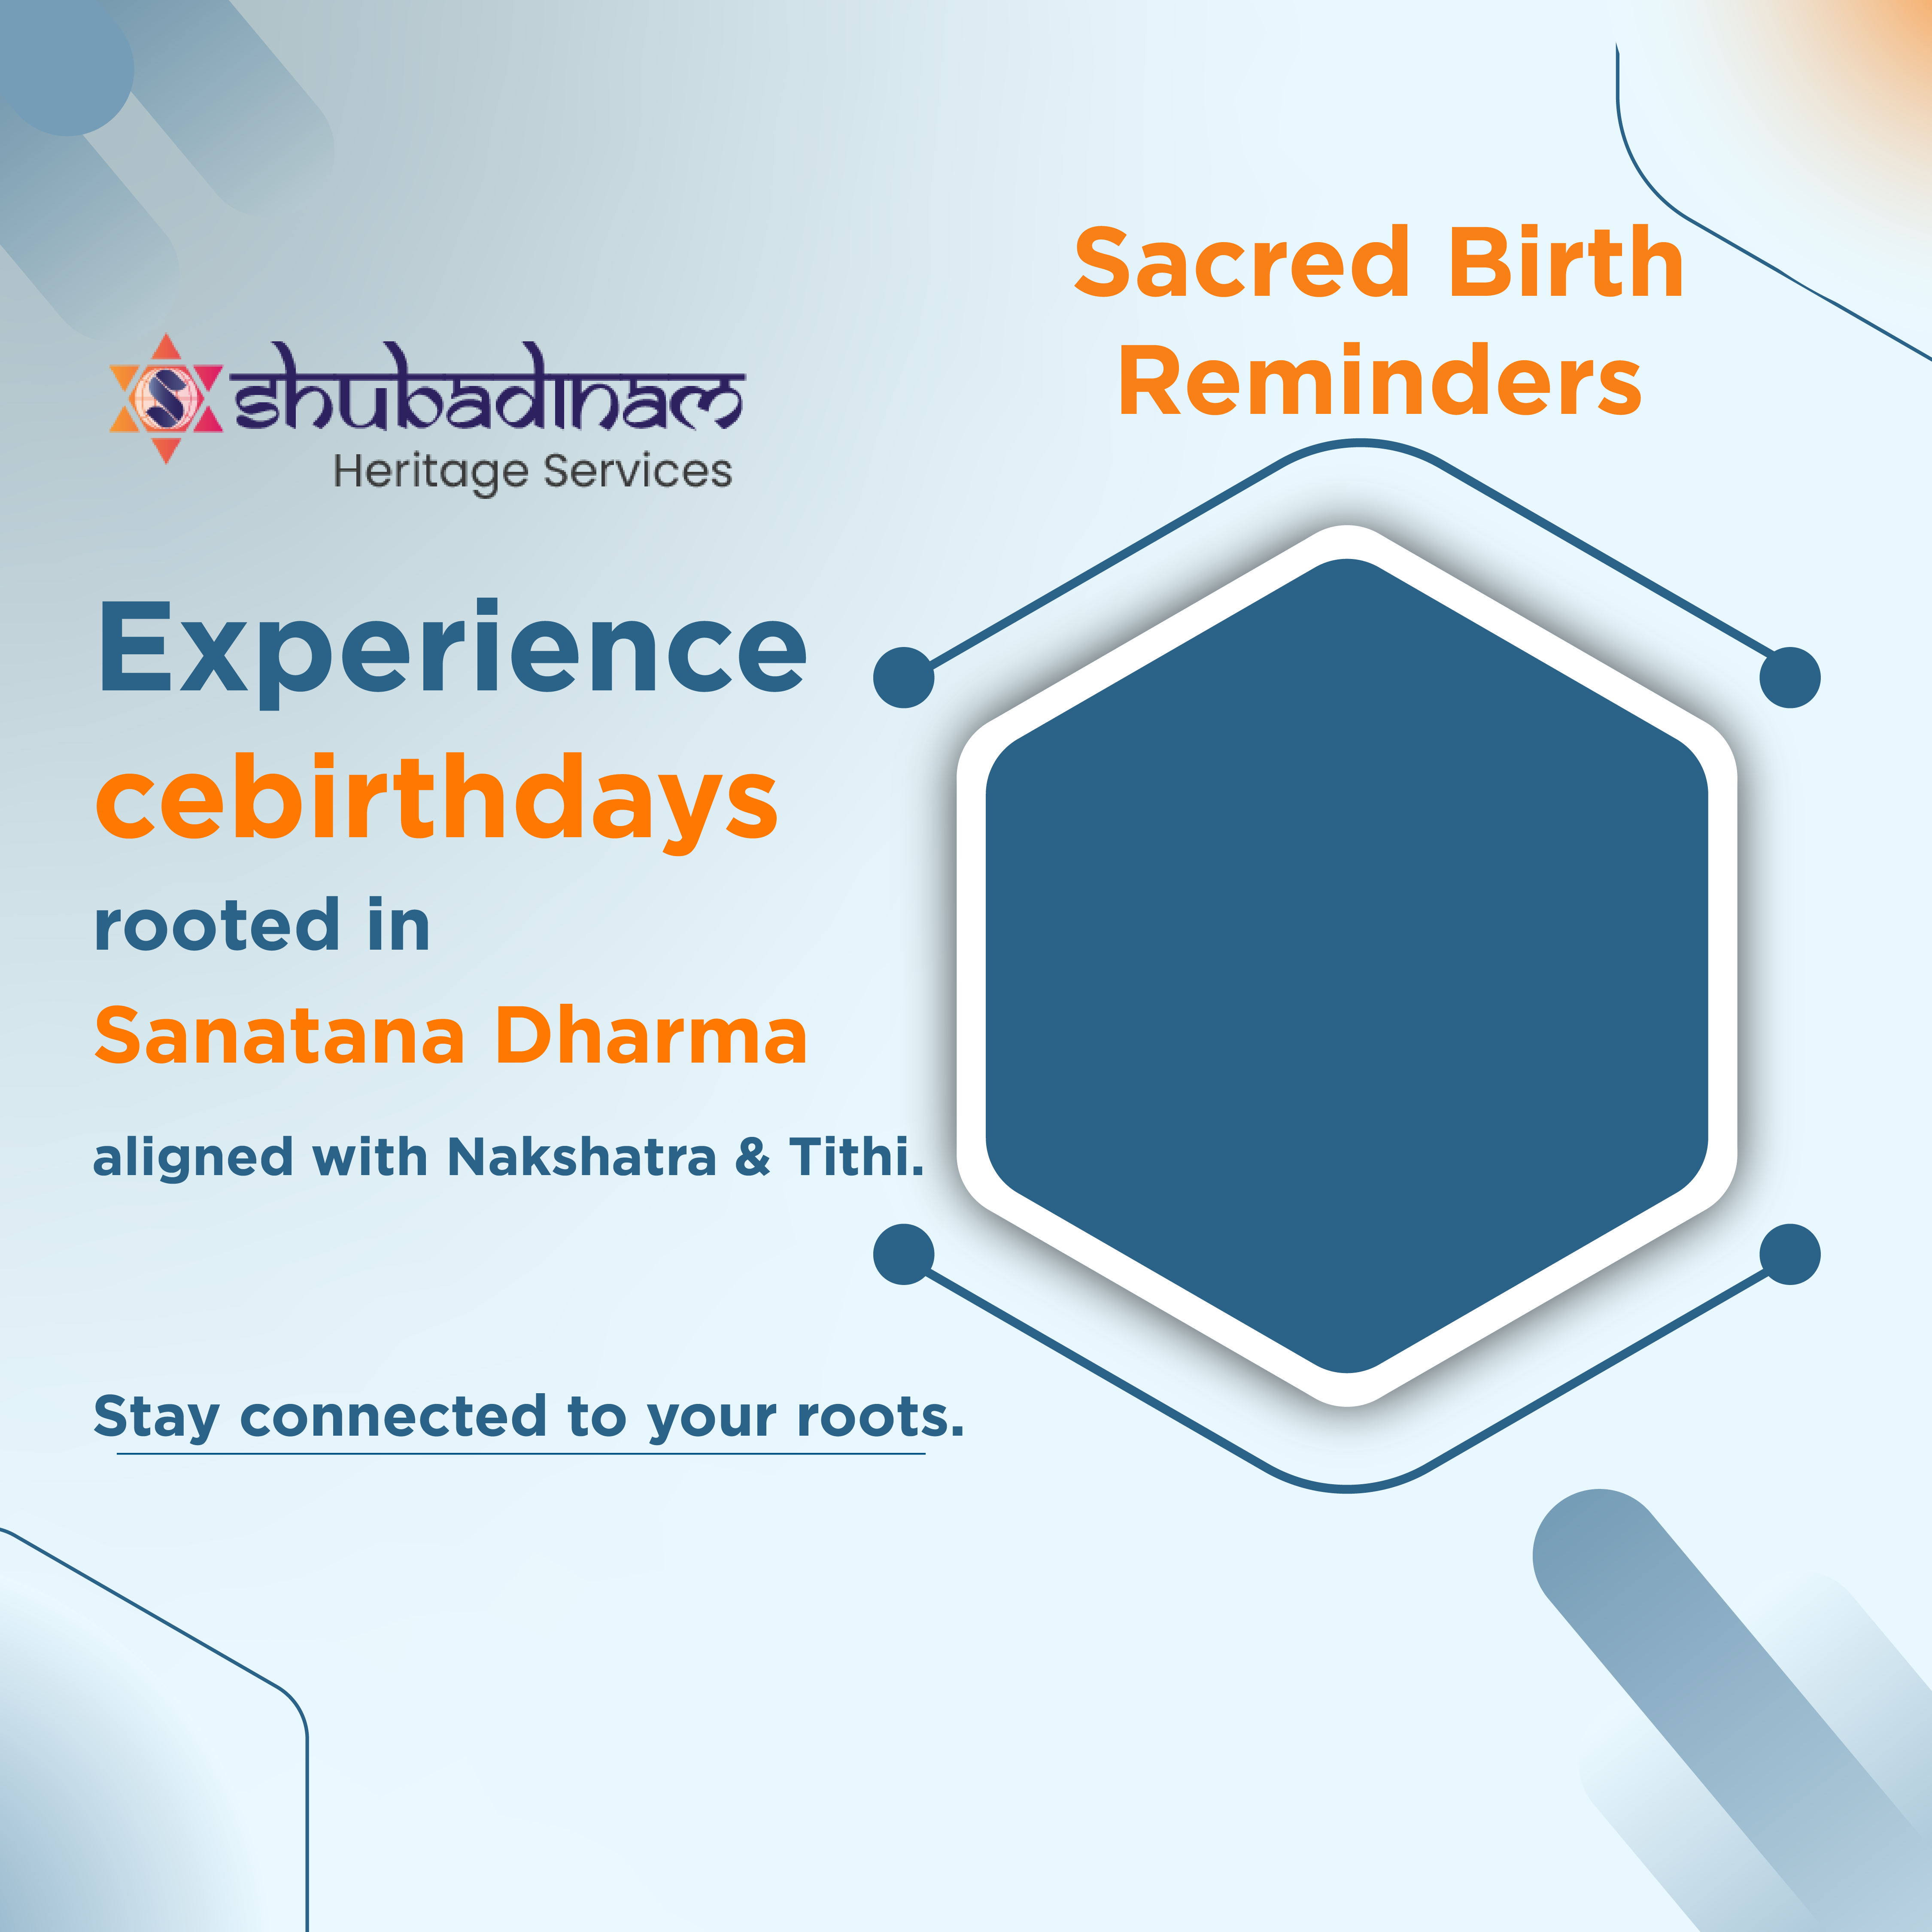 Sacred Birth
Reminders
shubadinam
Heritage Services
Experience
cebirthdays
rooted in
Sanatana Dharma
aligned with Nakshatra & Tithi.
Stay connected to your roots.